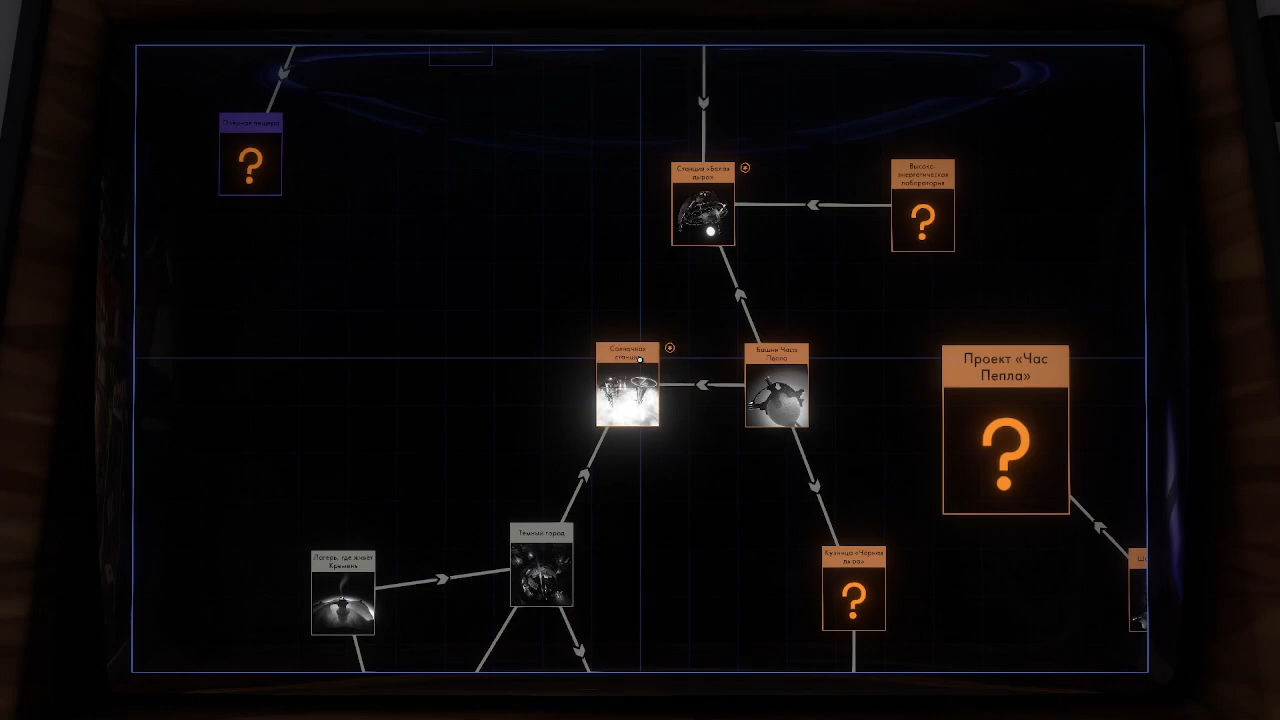 Озёрная пещера
Станция «Белая
дыра»
Высоко
энергетическая
лаборатория
Солнечная
станция
Башня Часа
Пепла
Проект «Час
Пепла»
Темный город
Лагерь, где живёт
Кремень
Кузница «Чёрная
дыра»